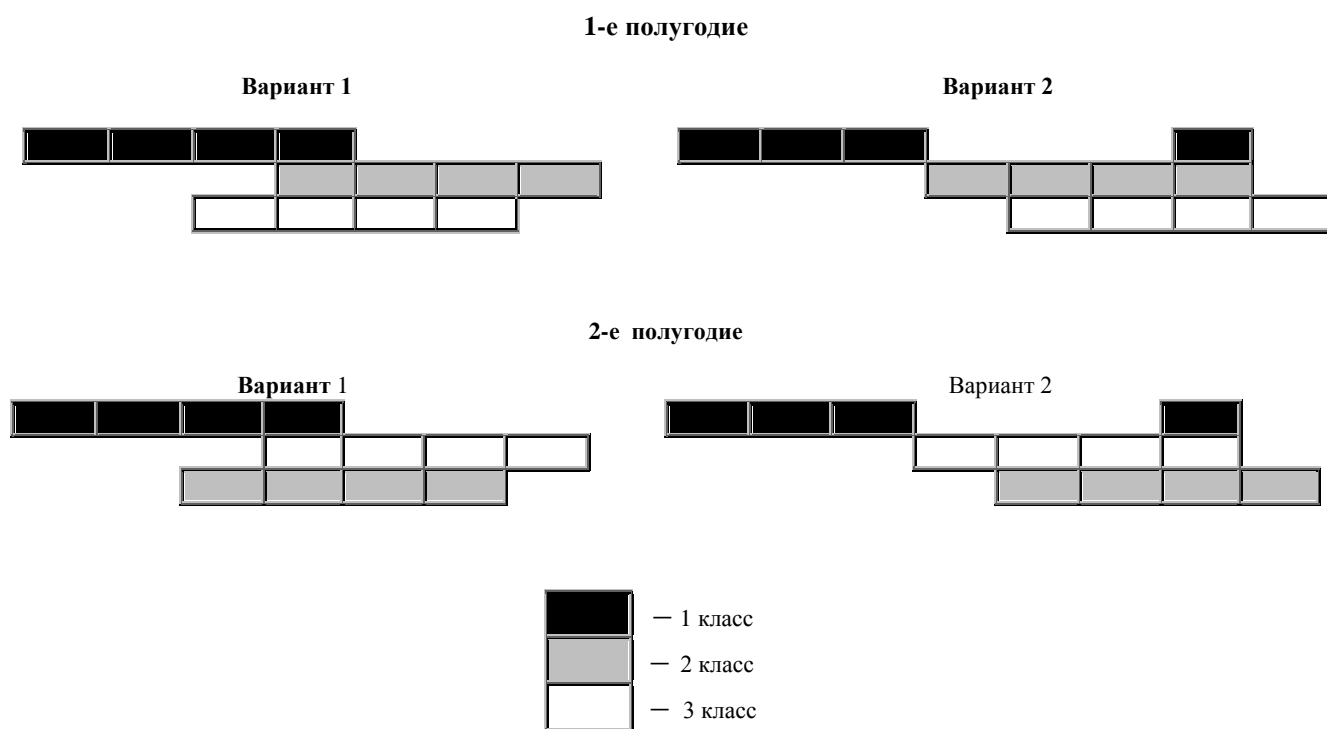 1-е полугодие
Вариант 1
Вариант 2
2-е полугодие
Вариант 1
Вариант 2
— 1 класс
— 2 класс
— 3 класс